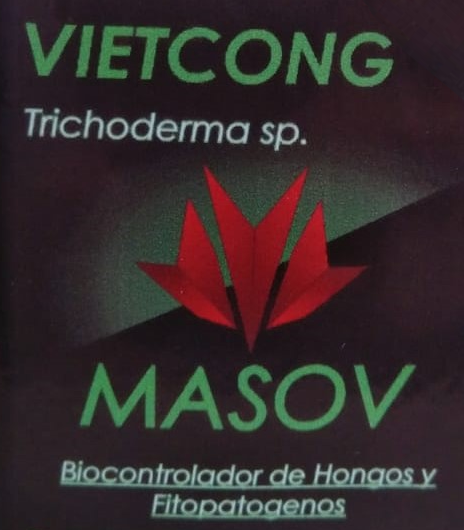 VIETCONG
Trichoderma sp.
MASOV
Biocontrolador de Hongos y
Fitopatogenos